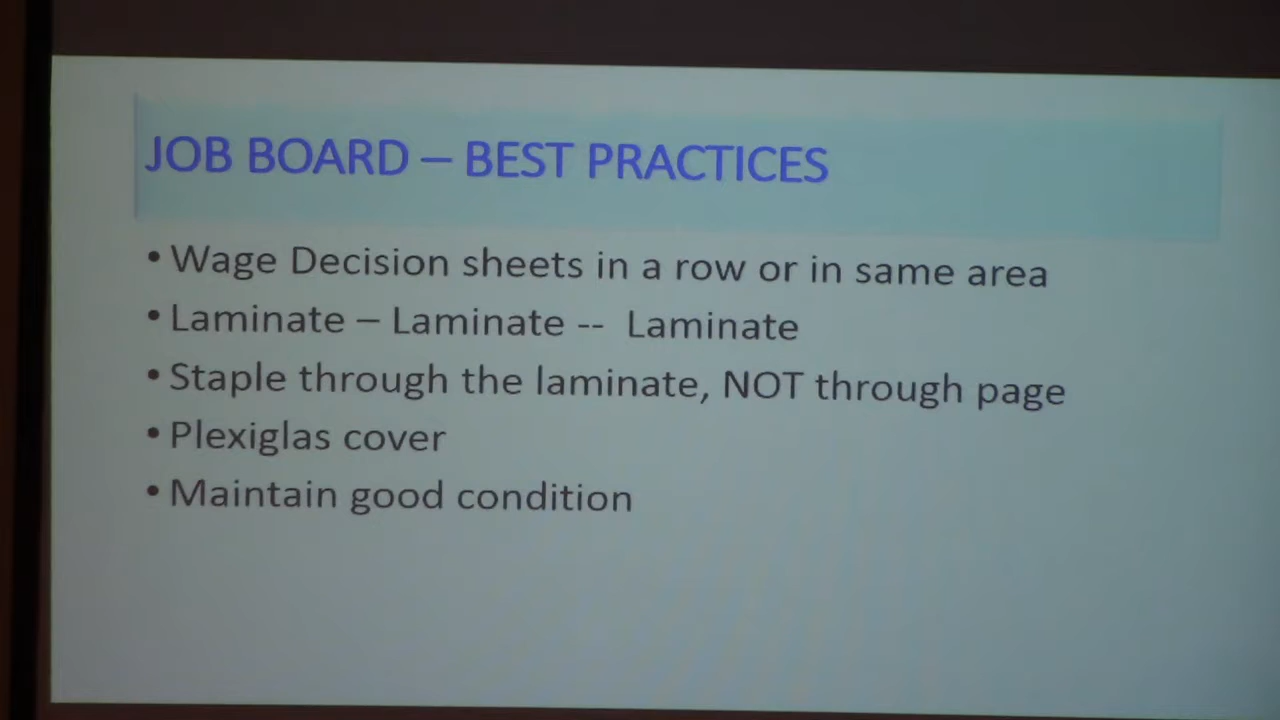 JOB BOARD – BEST PRACTICES
• Wage Decision sheets in a row or in same area
• Laminate – Laminate -- Laminate
• Staple through the laminate, NOT through page
• Plexiglas cover
• Maintain good condition